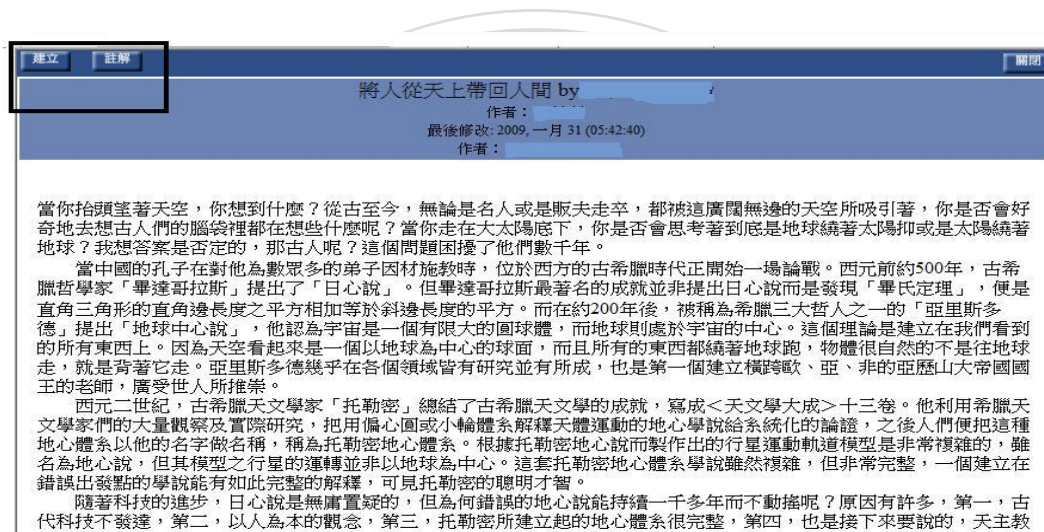 建立 註解 關閉
將人從天上帶回人間 by
作者：
最後修改: 2009, 一月 31 (05:42:40)
作者：
當你抬頭望著天空，你想到什麼？從古至今，無論是名人或是販夫走卒，都被這廣闊無邊的天空所吸引著，你是否會好
奇地去想古人們的腦袋裡都在想些什麼呢？當你走在大太陽底下，你是否會思考著到底是地球繞著太陽抑或是太陽繞著
地球？我想答案是否定的，那古人呢？這個問題困擾了他們數千年。
當中國的孔子在對他為數眾多的弟子因材施教時，位於西方的古希臘時代正開始一場論戰。西元前約500年，古希
臘哲學家「畢達哥拉斯」提出了「日心說」。但畢達哥拉斯最著名的成就並非提出日心說而是發現「畢氏定理」，便是
直角三角形的直角邊長度之平方相加等於斜邊長度的平方。而在約200年後，被稱為希臘三大哲人之一的「亞里斯多
德」提出「地球中心說」，他認為宇宙是一個有限大的圓球體，而地球則處於宇宙的中心。這個理論是建立在我們看到
的所有東西上。因為天空看起來是一個以地球為中心的球面，而且所有的東西都繞著地球跑，物體很自然的不是往地球
走，就是背著它走。亞里斯多德幾乎在各個領域皆有研究並有所成，也是第一個建立橫跨歐、亞、非的亞歷山大帝國國
王的老師，廣受世人所推崇。
西元二世紀，古希臘天文學家「托勒密」總結了古希臘天文學的成就，寫成<天文學大成>十三卷。他利用希臘天
文學家們的大量觀察及實際研究，把用偏心圓或小輪體系解釋天體運動的地心學說給系統化的論證，之後人們便把這種
地心體系以他的名字做名稱，稱為托勒密地心體系。根據托勒密地心說而製作出的行星運動軌道模型是非常複雜的，雖
名為地心說，但其模型之行星的運轉並非以地球為中心。這套托勒密地心體系學說雖然複雜，但非常完整，一個建立在
錯誤出發點的學說能有如此完整的解釋，可見托勒密的聰明才智。
隨著科技的進步，日心說是無庸置疑的，但為何錯誤的地心說能持續一千多年而不動搖呢？原因有許多，第一，古
代科技不發達，第二，以人為本的觀念，第三，托勒密所建立起的地心體系很完整，第四，也是接下來要說的，天主教